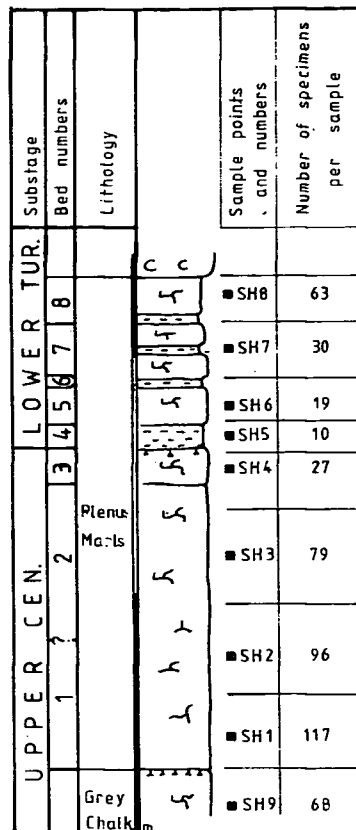 Substage
Bed numbers
Lithology
Sample points
and numbers
Number of specimens
per sample
LOWER TUR.
UPPER CEN.
c c
8 ■SH8 63
7 ■SH7 30
6
5 ■SH6 19
4 ■SH5 10
3 ■SH4 27
Plenus
Marls
2 ■SH3 79
?
■SH2 96
1 ■SH1 117
Grey
Chalk
■SH9 68